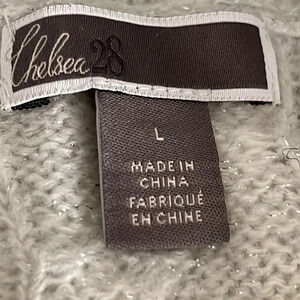 Chelsea28
L
MADE IN
CHINA
FABRIQUÉ
EN CHINE